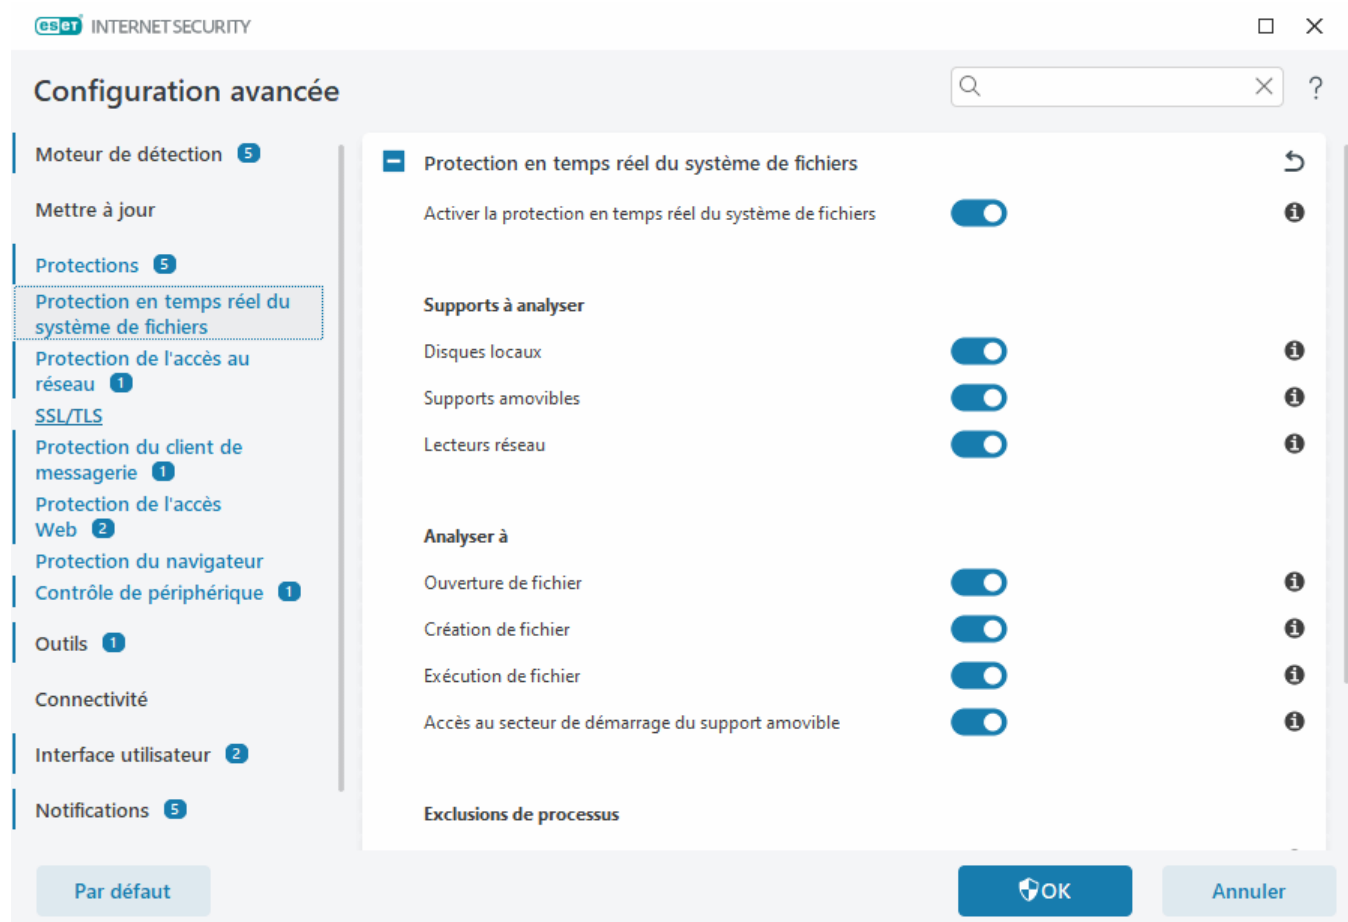 eset INTERNET SECURITY
Configuration avancée
?
Moteur de détection 5
Mettre à jour
Protections 5
Protection en temps réel du
système de fichiers
Protection de l'accès au
réseau 1
SSL/TLS
Protection du client de
messagerie 1
Protection de l'accès
Web 2
Protection du navigateur
Contrôle de périphérique 1
Outils 1
Connectivité
Interface utilisateur 2
Notifications 5
Protection en temps réel du système de fichiers
Activer la protection en temps réel du système de fichiers
Supports à analyser
Disques locaux
Supports amovibles
Lecteurs réseau
Analyser à
Ouverture de fichier
Création de fichier
Exécution de fichier
Accès au secteur de démarrage du support amovible
Exclusions de processus
Par défaut
OK
Annuler